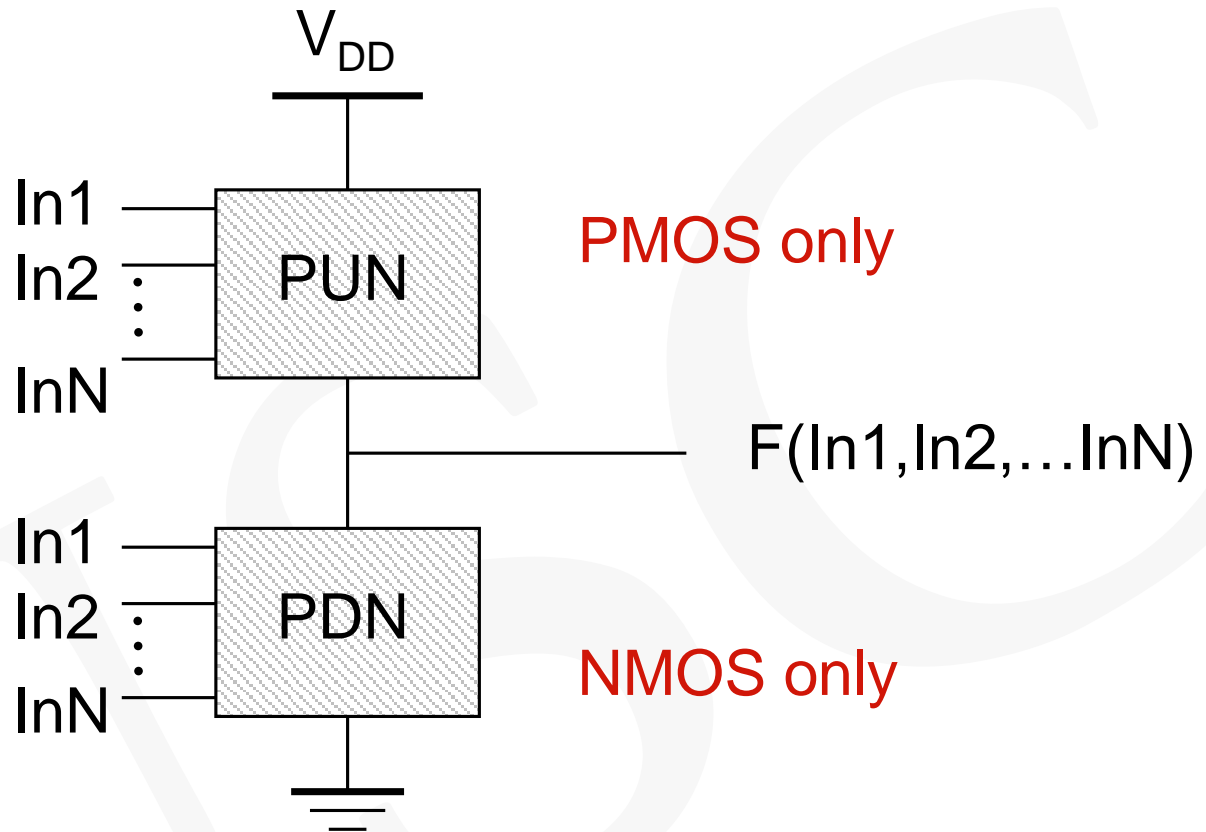 VDD
In1
In2
InN
PUN
PMOS only
F(In1,In2,…InN)
In1
In2
InN
PDN
NMOS only